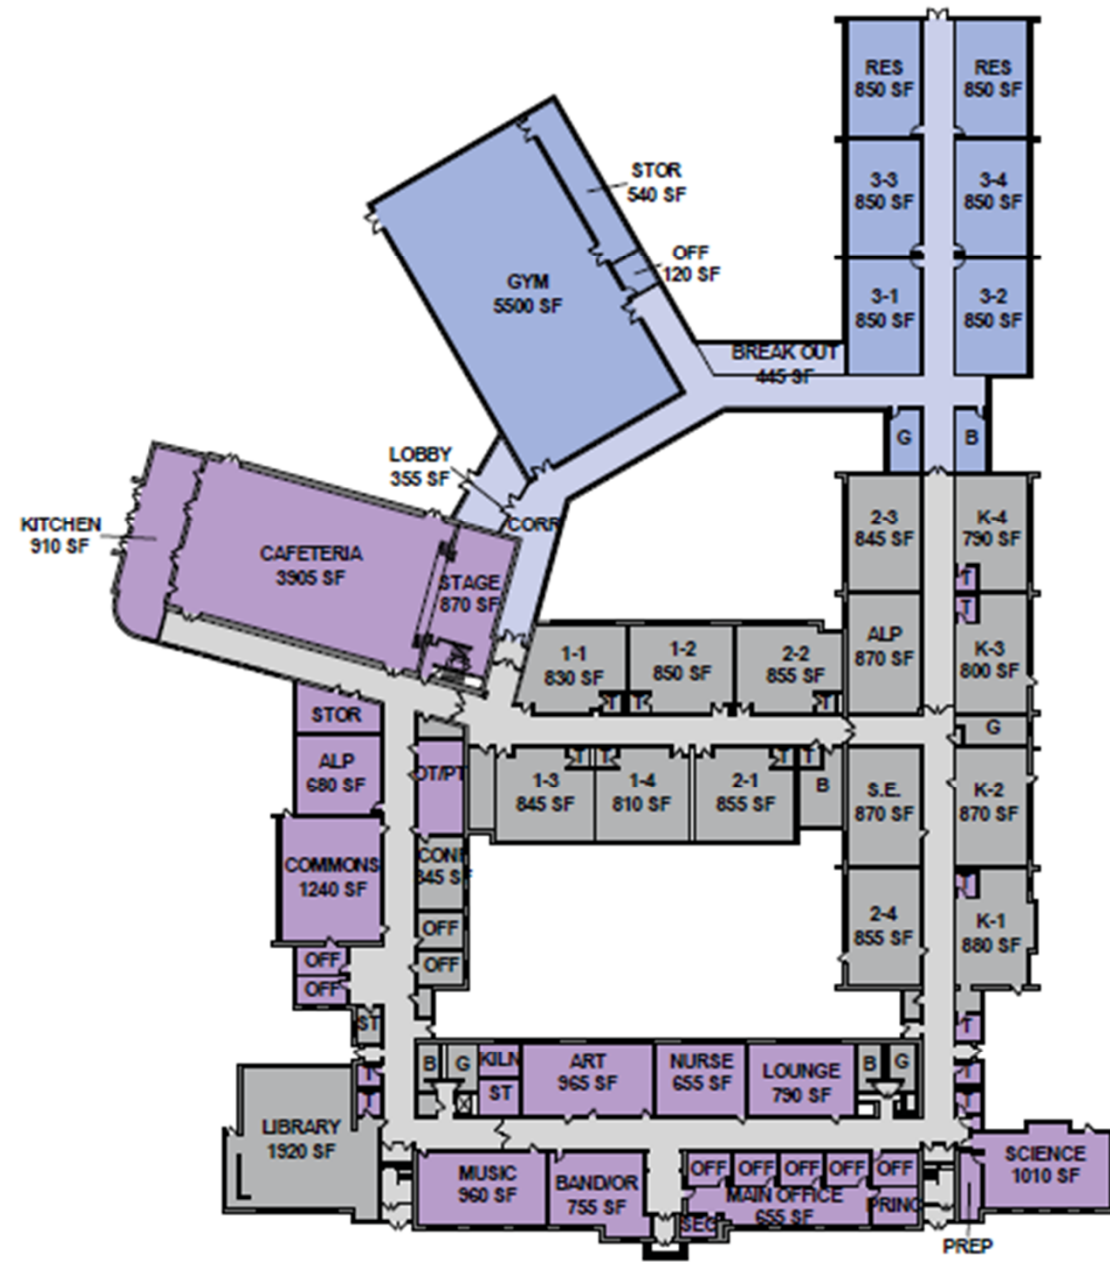 RES
850 SF
RES
850 SF
3-3
850 SF
3-4
850 SF
STOR
540 SF
OFF
120 SF
GYM
5500 SF
3-1
850 SF
3-2
850 SF
BREAK OUT
445 SF
G
B
LOBBY
355 SF
CORR
KITCHEN
910 SF
CAFETERIA
3905 SF
STAGE
870 SF
2-3
845 SF
K-4
790 SF
T
T
ALP
870 SF
K-3
800 SF
1-1
830 SF
1-2
850 SF
2-2
855 SF
T
T
T
STOR
G
ALP
680 SF
OT/PT
T
T
T
T
1-3
845 SF
1-4
810 SF
2-1
855 SF
B
S.E.
870 SF
K-2
870 SF
COMMONS
1240 SF
CONF
345 SF
T
OFF
OFF
2-4
855 SF
K-1
880 SF
OFF
OFF
ST
T
B
G
KILN
ST
ART
965 SF
NURSE
655 SF
LOUNGE
790 SF
B
G
T
T
T
T
LIBRARY
1920 SF
MUSIC
960 SF
BAND/OR
755 SF
OFF
OFF
OFF
OFF
OFF
MAIN OFFICE
655 SF
PRINC
SEC
SCIENCE
1010 SF
PREP